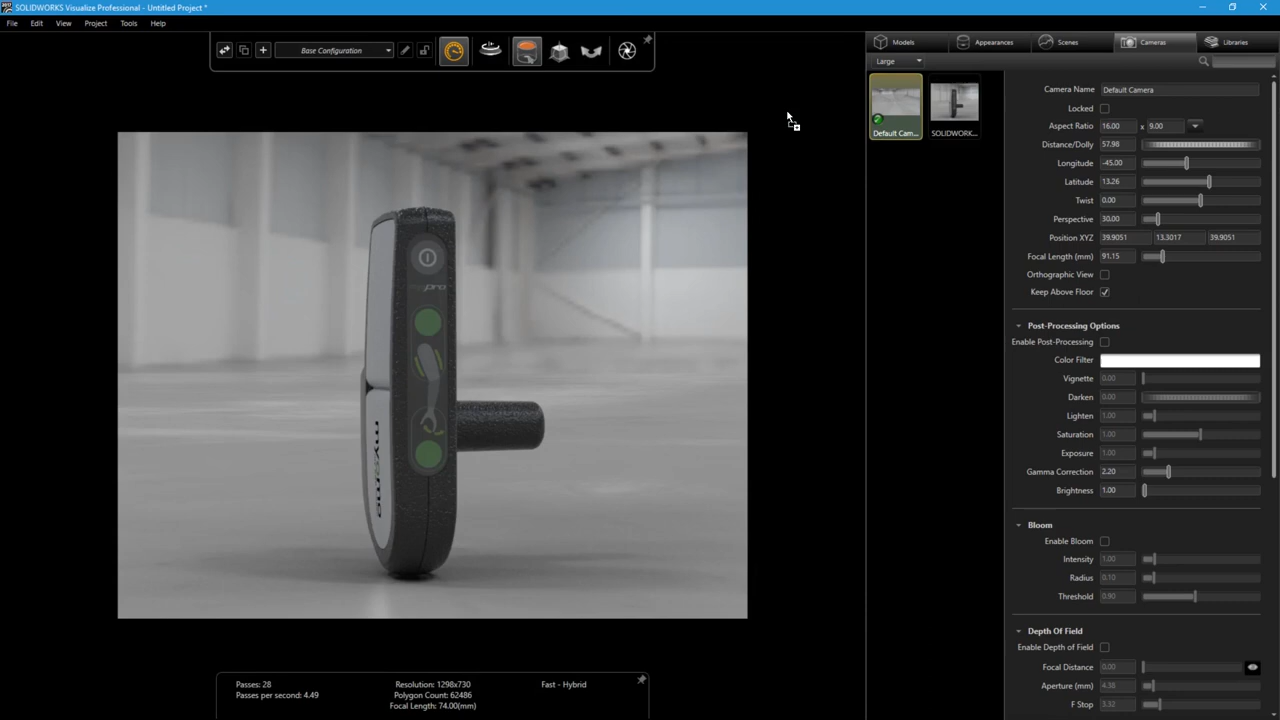 SOLIDWORKS Visualize Professional - Untitled Project *
File Edit View Project Tools Help
Base Configuration
Models Appearances Scenes Cameras Libraries
Large
Default Cam...
SOLIDWORK...
Camera Name Default Camera
Locked
Aspect Ratio 16.00 x 9.00
Distance/Dolly 57.98
Longitude -45.00
Latitude 13.26
Twist 0.00
Perspective 30.00
Position XYZ 39.9051 13.3017 39.9051
Focal Length (mm) 91.15
Orthographic View
Keep Above Floor
Post-Processing Options
Enable Post-Processing
Color Filter
Vignette 0.00
Darken 0.00
Lighten 1.00
Saturation 1.00
Exposure 1.00
Gamma Correction 2.20
Brightness 1.00
Bloom
Enable Bloom
Intensity 1.00
Radius 0.10
Threshold 0.90
Depth Of Field
Enable Depth of Field
Focal Distance 0.00
Aperture (mm) 4.38
F Stop 3.32
Passes: 28
Passes per second: 4.49
Resolution: 1298x730
Polygon Count: 62486
Focal Length: 74.00(mm)
Fast - Hybrid